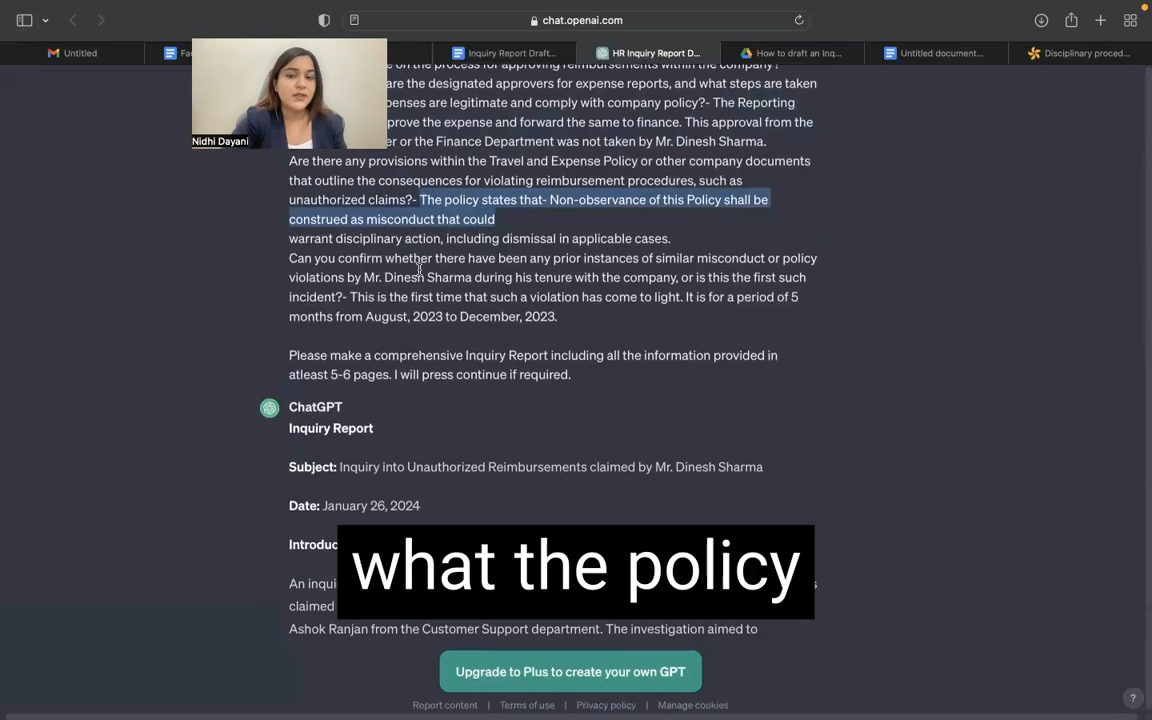 chat.openai.com
Untitled
Fa
Inquiry Report Draft...
HR Inquiry Report D...
How to draft an Inq...
Untitled document...
Disciplinary proced...
Nidhi Dayani
e on the process for approving reimbursements within the company?
are the designated approvers for expense reports, and what steps are taken
penses are legitimate and comply with company policy?- The Reporting
prove the expense and forward the same to finance. This approval from the
er or the Finance Department was not taken by Mr. Dinesh Sharma.
Are there any provisions within the Travel and Expense Policy or other company documents
that outline the consequences for violating reimbursement procedures, such as
unauthorized claims?- The policy states that- Non-observance of this Policy shall be
construed as misconduct that could
warrant disciplinary action, including dismissal in applicable cases.
Can you confirm whether there have been any prior instances of similar misconduct or policy
violations by Mr. Dinesh Sharma during his tenure with the company, or is this the first such
incident?- This is the first time that such a violation has come to light. It is for a period of 5
months from August, 2023 to December, 2023.
Please make a comprehensive Inquiry Report including all the information provided in
atleast 5-6 pages. I will press continue if required.
ChatGPT
Inquiry Report
Subject: Inquiry into Unauthorized Reimbursements claimed by Mr. Dinesh Sharma
Date: January 26, 2024
Introduc
what the policy
An inqui
claimed
Ashok Ranjan from the Customer Support department. The investigation aimed to
Upgrade to Plus to create your own GPT
Report content | Terms of use | Privacy policy | Manage cookies
?